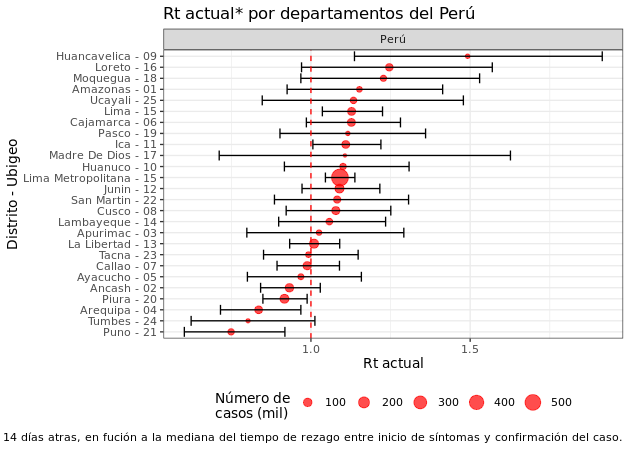 Rt actual* por departamentos del Perú
Perú
Distrito - Ubigeo
Huancavelica - 09
Loreto - 16
Moquegua - 18
Amazonas - 01
Ucayali - 25
Lima - 15
Cajamarca - 06
Pasco - 19
Ica - 11
Madre De Dios - 17
Huanuco - 10
Lima Metropolitana - 15
Junin - 12
San Martin - 22
Cusco - 08
Lambayeque - 14
Apurimac - 03
La Libertad - 13
Tacna - 23
Callao - 07
Ayacucho - 05
Ancash - 02
Piura - 20
Arequipa - 04
Tumbes - 24
Puno - 21
1.0 1.5
Rt actual
Número de
casos (mil)
100 200 300 400 500
14 días atras, en fución a la mediana del tiempo de rezago entre inicio de síntomas y confirmación del caso.